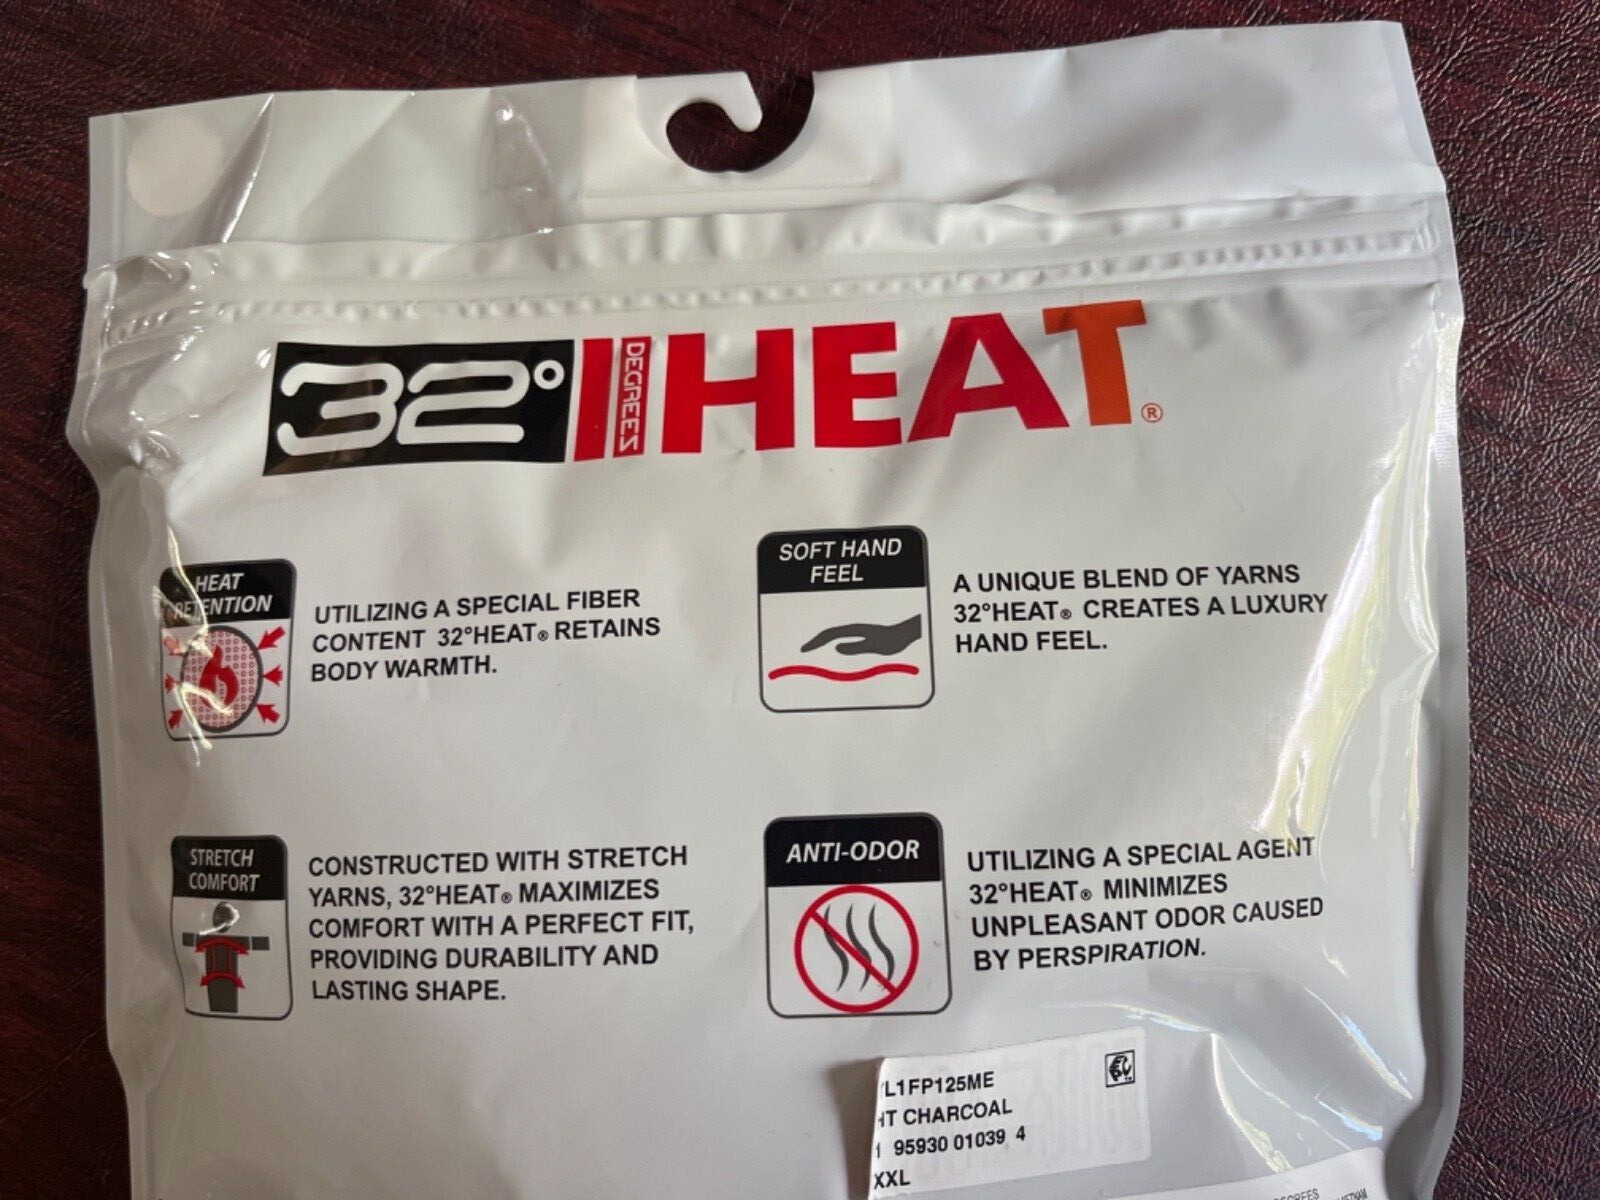 32° DEGREES HEAT®
HEAT
RETENTION
UTILIZING A SPECIAL FIBER
CONTENT 32°HEAT® RETAINS
BODY WARMTH.
SOFT HAND
FEEL
A UNIQUE BLEND OF YARNS
32°HEAT® CREATES A LUXURY
HAND FEEL.
STRETCH
COMFORT
CONSTRUCTED WITH STRETCH
YARNS, 32°HEAT® MAXIMIZES
COMFORT WITH A PERFECT FIT,
PROVIDING DURABILITY AND
LASTING SHAPE.
ANTI-ODOR
UTILIZING A SPECIAL AGENT
32°HEAT® MINIMIZES
UNPLEASANT ODOR CAUSED
BY PERSPIRATION.
L1FP125ME
HT CHARCOAL
95930 01039 4
XXL